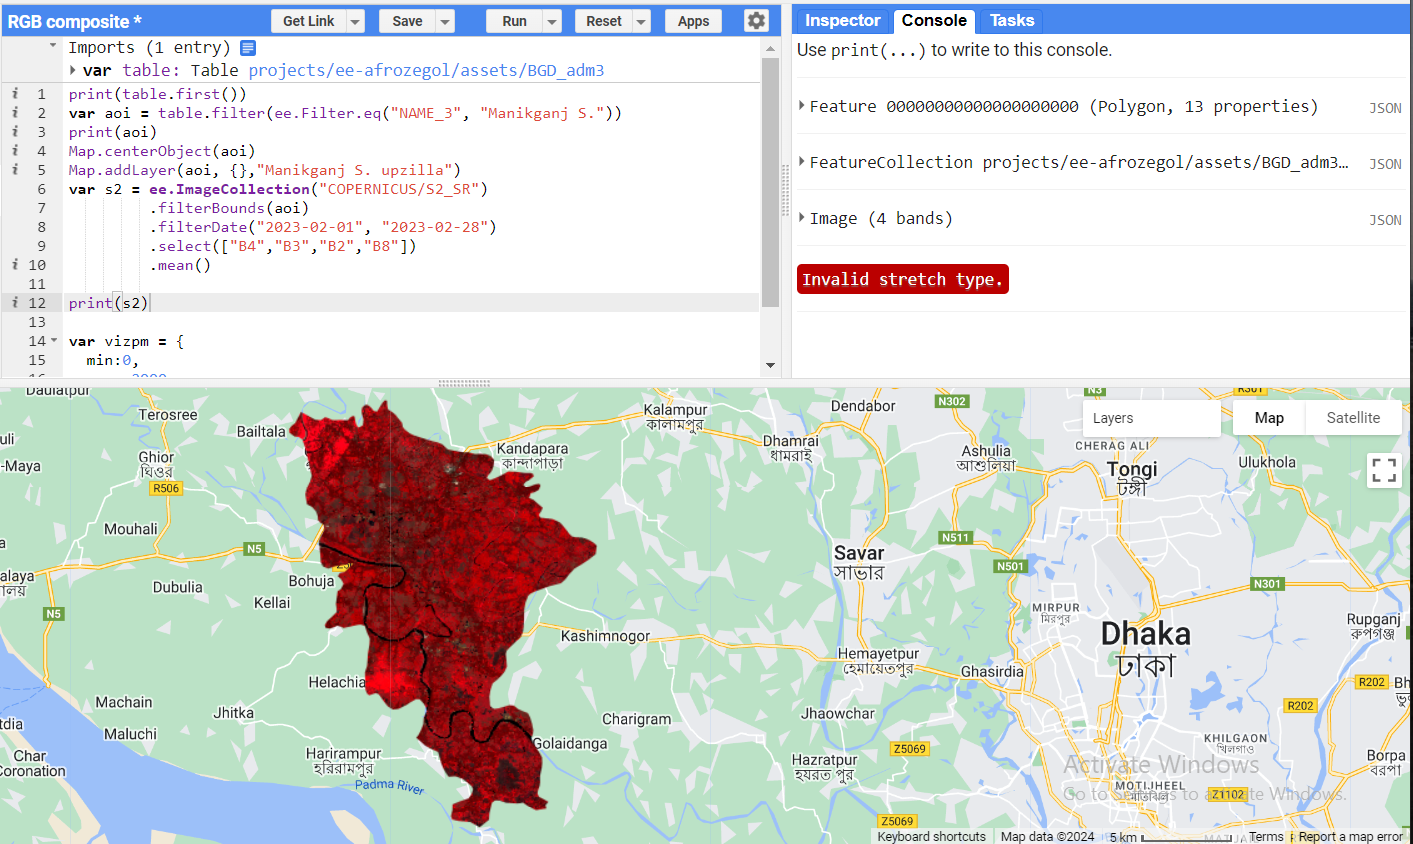 RGB composite *
Get Link
Save
Run
Reset
Apps
Inspector
Console
Tasks
Imports (1 entry)
var table: Table projects/ee-afrozegol/assets/BGD_adm3
1 print(table.first())
2 var aoi = table.filter(ee.Filter.eq("NAME_3", "Manikganj S."))
3 print(aoi)
4 Map.centerObject(aoi)
5 Map.addLayer(aoi, {},"Manikganj S. upzilla")
6 var s2 = ee.ImageCollection("COPERNICUS/S2_SR")
7 .filterBounds(aoi)
8 .filterDate("2023-02-01", "2023-02-28")
9 .select(["B4","B3","B2","B8"])
10 .mean()
11
12 print(s2)
13
14 var vizpm = {
15 min:0,
Use print(...) to write to this console.
Feature 00000000000000000000 (Polygon, 13 properties) JSON
FeatureCollection projects/ee-afrozegol/assets/BGD_adm3… JSON
Image (4 bands) JSON
Invalid stretch type.
Daulatpur
Terosree
Bailtala
uli
-Maya
Ghior
ঘিওর
R506
Mouhali
N5
Bohuja
alaya
Dubulia
Kellai
N5
Helachia
Machain
Jhitka
Maluchi
tdia
Char
Coronation
Harirampur
হরিরামপুর
Padma River
Kandapara
কান্দাপাড়া
Kalampur
কালামপুর
Dendabor
N302
Dhamrai
ধামরাই
Ashulia
আশুলিয়া
N3
R301
Layers
Map
Satellite
CHERAG ALI
Tongi
টঙ্গী
Ulukhola
Savar
সাভার
N511
N501
N301
MIRPUR
মিরপুর
Dhaka
ঢাকা
Rupganj
রূপগঞ্জ
Kashimnogor
Hemayetpur
হেমায়েতপুর
Ghasirdia
R202
R202
Bh
Charigram
Jhaowchar
Golaidanga
Z5069
Hazratpur
হযরত পুর
KHILGAON
খিলগাও
Borpa
বরপা
Activate Windows
Go to Settings to activate Windows.
MOTIJHEEL
মতিঝিল
Z1102
Z5069
Keyboard shortcuts
Map data ©2024
5 km
Terms
Report a map error